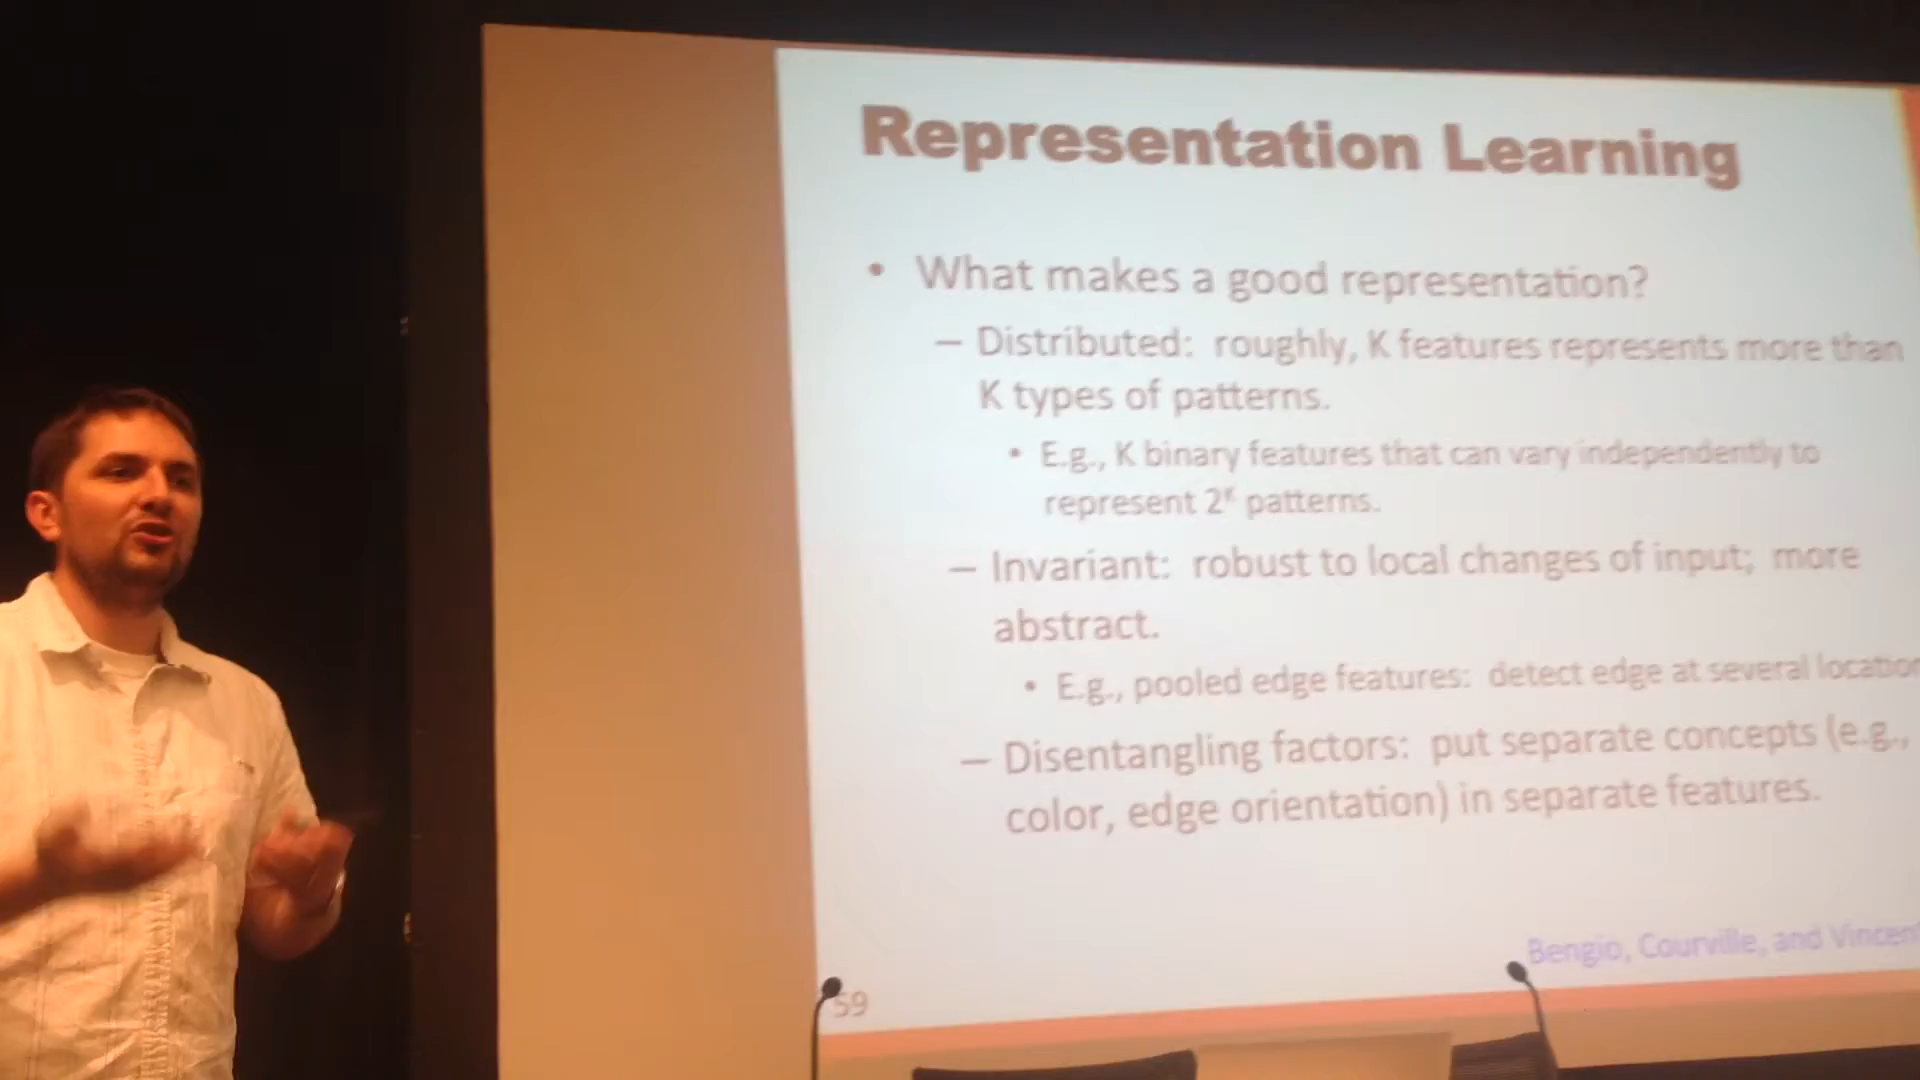 Representation Learning
• What makes a good representation?
– Distributed: roughly, K features represents more than
K types of patterns.
• E.g., K binary features that can vary independently to
represent 2ᴷ patterns.
– Invariant: robust to local changes of input; more
abstract.
• E.g., pooled edge features: detect edge at several location
– Disentangling factors: put separate concepts (e.g.,
color, edge orientation) in separate features.
Bengio, Courville, and Vincent
59